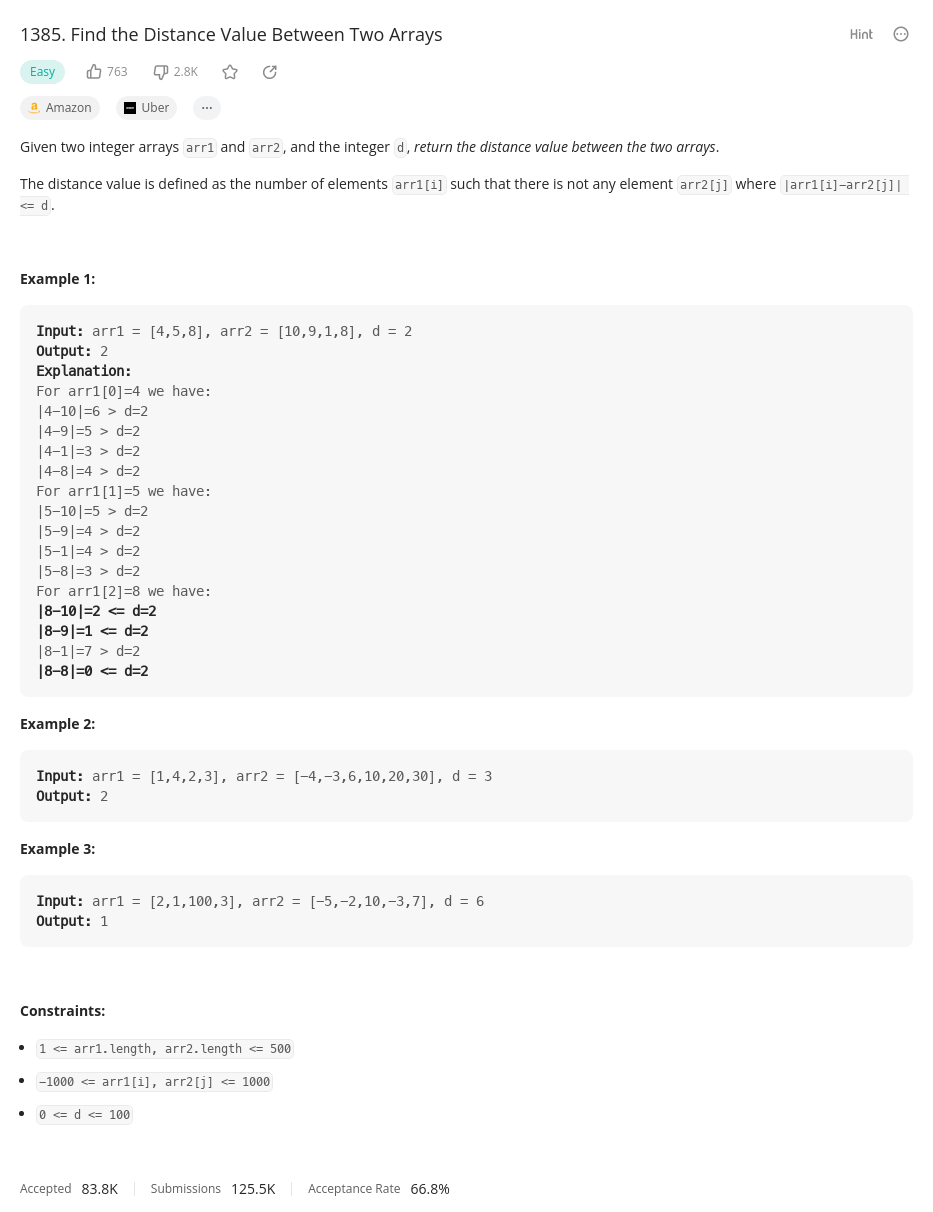 1385. Find the Distance Value Between Two Arrays
Hint
Easy 763 2.8K
Amazon Uber
Given two integer arrays arr1 and arr2, and the integer d, return the distance value between the two arrays.
The distance value is defined as the number of elements arr1[i] such that there is not any element arr2[j] where |arr1[i]-arr2[j]|
<= d.
Example 1:
Input: arr1 = [4,5,8], arr2 = [10,9,1,8], d = 2
Output: 2
Explanation:
For arr1[0]=4 we have:
|4-10|=6 > d=2
|4-9|=5 > d=2
|4-1|=3 > d=2
|4-8|=4 > d=2
For arr1[1]=5 we have:
|5-10|=5 > d=2
|5-9|=4 > d=2
|5-1|=4 > d=2
|5-8|=3 > d=2
For arr1[2]=8 we have:
|8-10|=2 <= d=2
|8-9|=1 <= d=2
|8-1|=7 > d=2
|8-8|=0 <= d=2
Example 2:
Input: arr1 = [1,4,2,3], arr2 = [-4,-3,6,10,20,30], d = 3
Output: 2
Example 3:
Input: arr1 = [2,1,100,3], arr2 = [-5,-2,10,-3,7], d = 6
Output: 1
Constraints:
1 <= arr1.length, arr2.length <= 500
-1000 <= arr1[i], arr2[j] <= 1000
0 <= d <= 100
Accepted 83.8K Submissions 125.5K Acceptance Rate 66.8%